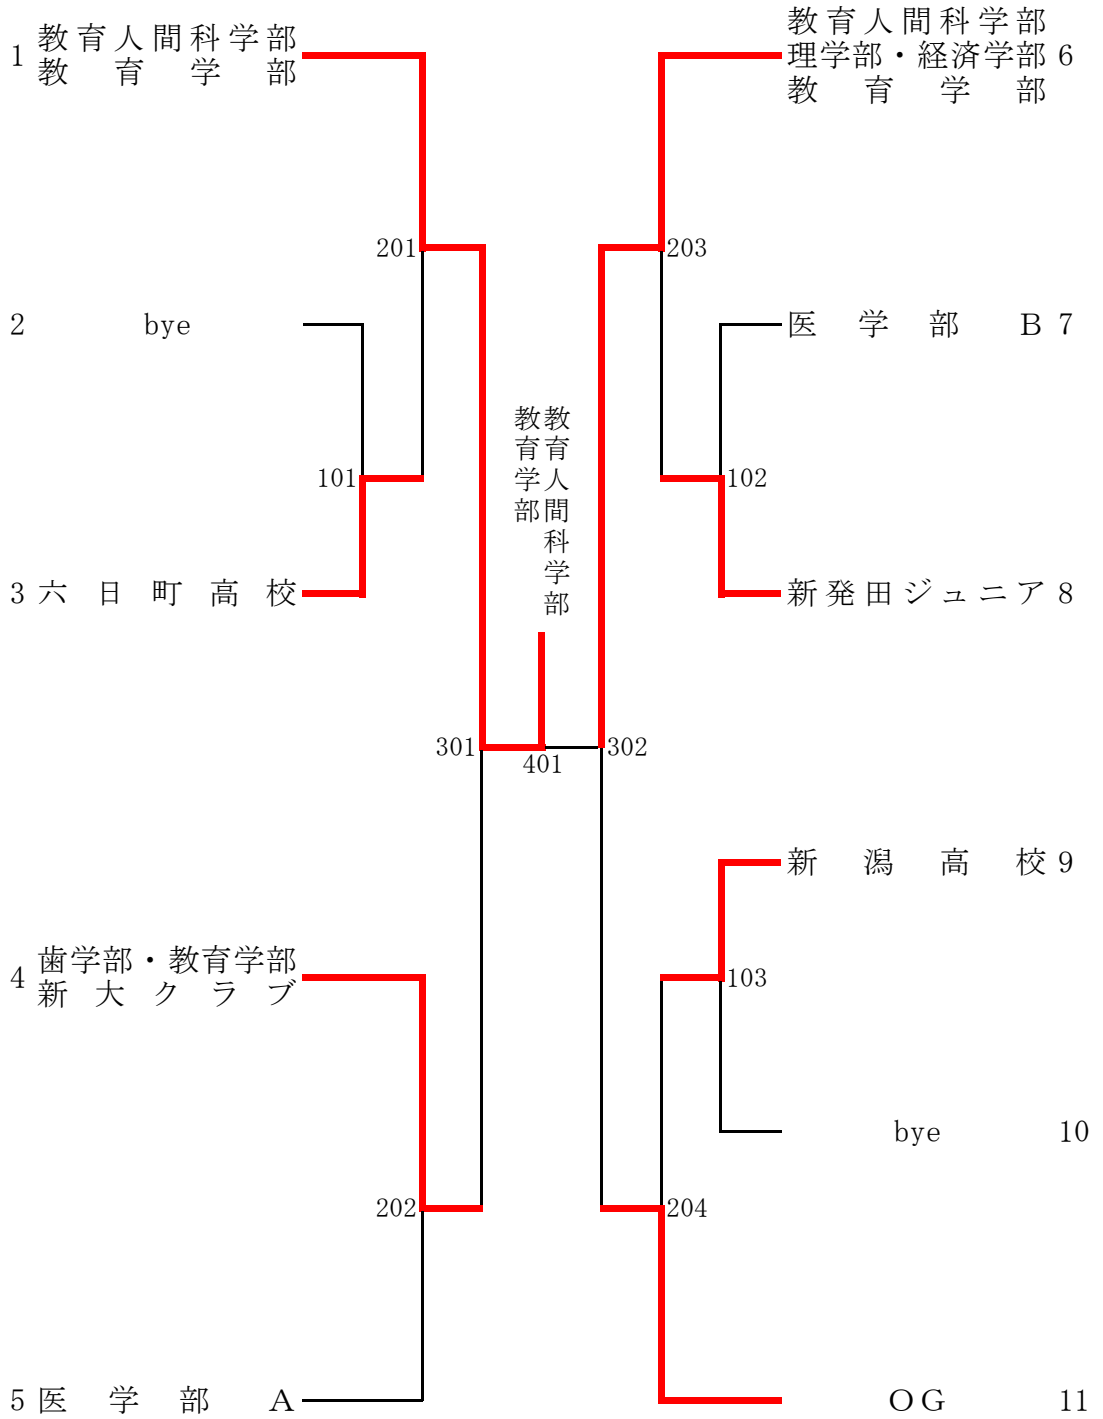 1 教育人間科学部
教育学部
教育人間科学部
理学部・経済学部 6
教育学部
201
203
2 bye
医学部B 7
教育人間科学部
教育学部
101
102
3 六日町高校
新発田ジュニア 8
301
401
302
新潟高校 9
4 歯学部・教育学部
新大クラブ
103
bye 10
202
204
5 医学部A
OG 11